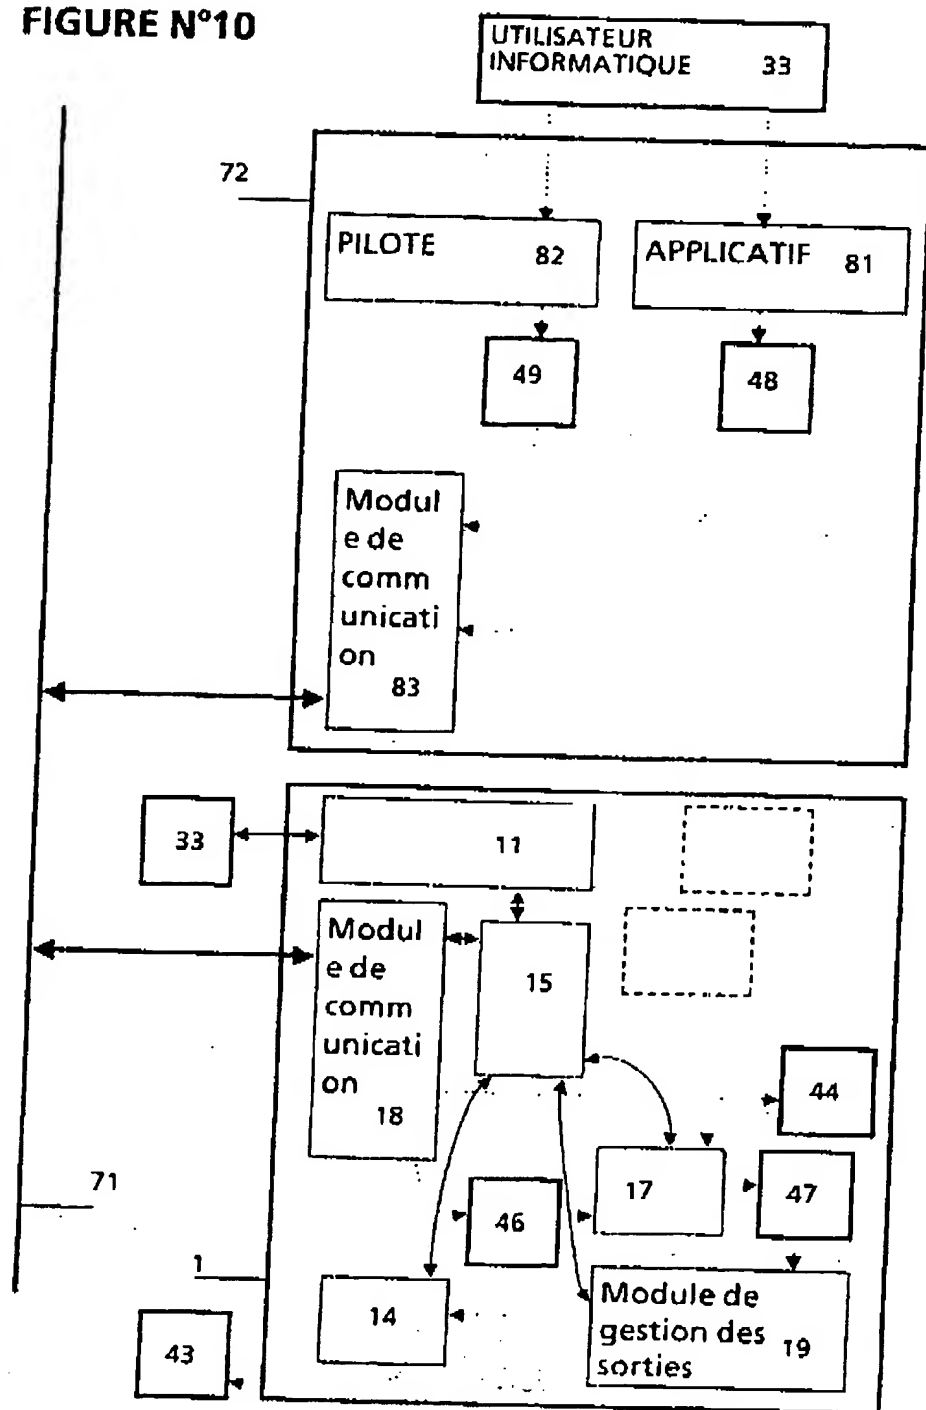 FIGURE N°10
UTILISATEUR
INFORMATIQUE 33
72
PILOTE 82
APPLICATIF 81
49
48
Modul
e de
comm
unicati
on
83
33
11
Modul
e de
comm
unicati
on
18
15
44
71
17
47
46
1
14
Module de
gestion des
sorties 19
43